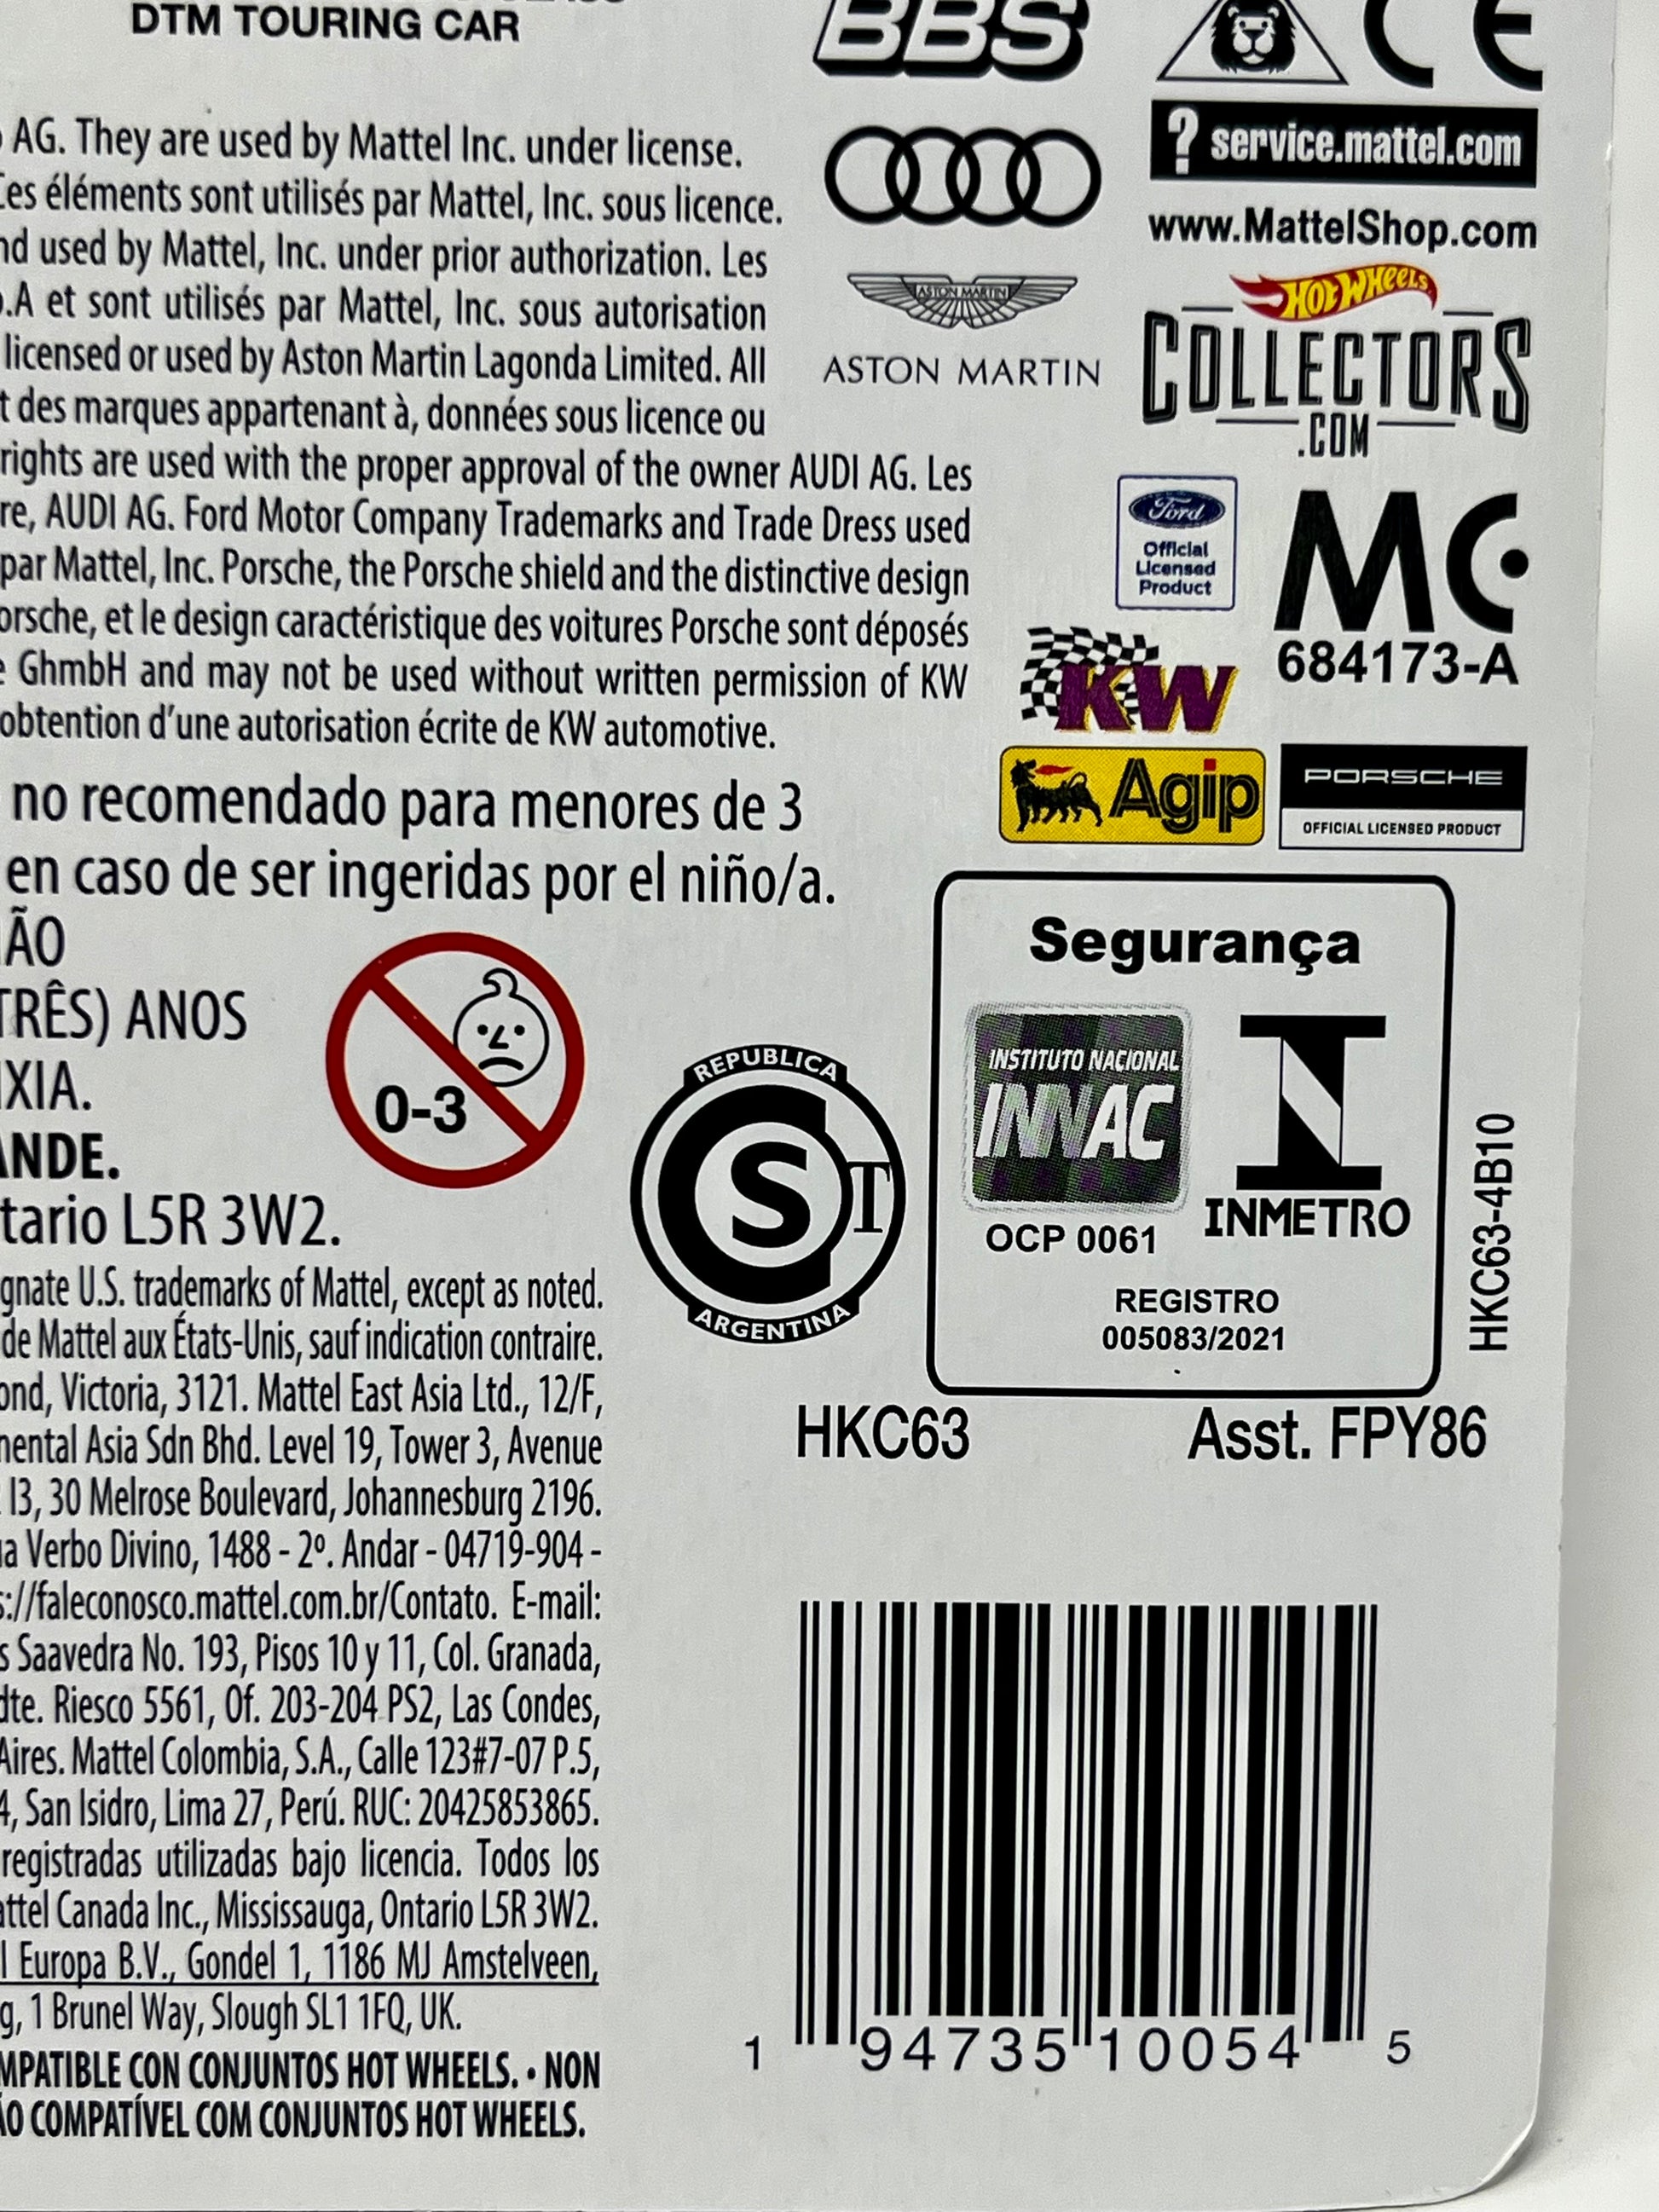 DTM TOURING CAR
BBS
CE
? service.mattel.com
www.MattelShop.com
AG. They are used by Mattel Inc. under license.
Ces éléments sont utilisés par Mattel, Inc. sous licence.
used by Mattel, Inc. under prior authorization. Les
.A et sont utilisés par Mattel, Inc. sous autorisation
licensed or used by Aston Martin Lagonda Limited. All
des marques appartenant à, données sous licence ou
rights are used with the proper approval of the owner AUDI AG. Les
re, AUDI AG. Ford Motor Company Trademarks and Trade Dress used
par Mattel, Inc. Porsche, the Porsche shield and the distinctive design
orsche, et le design caractéristique des voitures Porsche sont déposés
GhmbH and may not be used without written permission of KW
obtention d'une autorisation écrite de KW automotive.
ASTON MARTIN
ASTON MARTIN
HOT WHEELS
COLLECTORS
.COM
Ford
Official
Licensed
Product
MC
684173-A
KW
Agip
PORSCHE
OFFICIAL LICENSED PRODUCT
no recomendado para menores de 3
en caso de ser ingeridas por el niño/a.
ÃO
TRÊS) ANOS
IXIA.
ANDE.
tario L5R 3W2.
0-3
REPUBLICA
CST
ARGENTINA
Segurança
INSTITUTO NACIONAL
INNAC
OCP 0061
INMETRO
REGISTRO
005083/2021
HKC63-4B10
HKC63
Asst. FPY86
gnate U.S. trademarks of Mattel, except as noted.
de Mattel aux États-Unis, sauf indication contraire.
ond, Victoria, 3121. Mattel East Asia Ltd., 12/F,
nental Asia Sdn Bhd. Level 19, Tower 3, Avenue
I3, 30 Melrose Boulevard, Johannesburg 2196.
a Verbo Divino, 1488 - 2º. Andar - 04719-904 -
s://faleconosco.mattel.com.br/Contato. E-mail:
s Saavedra No. 193, Pisos 10 y 11, Col. Granada,
dte. Riesco 5561, Of. 203-204 PS2, Las Condes,
Aires. Mattel Colombia, S.A., Calle 123#7-07 P.5,
4, San Isidro, Lima 27, Perú. RUC: 20425853865.
registradas utilizadas bajo licencia. Todos los
attel Canada Inc., Mississauga, Ontario L5R 3W2.
l Europa B.V., Gondel 1, 1186 MJ Amstelveen,
g, 1 Brunel Way, Slough SL1 1FQ, UK.
MPATIBLE CON CONJUNTOS HOT WHEELS. • NON
ÃO COMPATÍVEL COM CONJUNTOS HOT WHEELS.
1 94735 10054 5